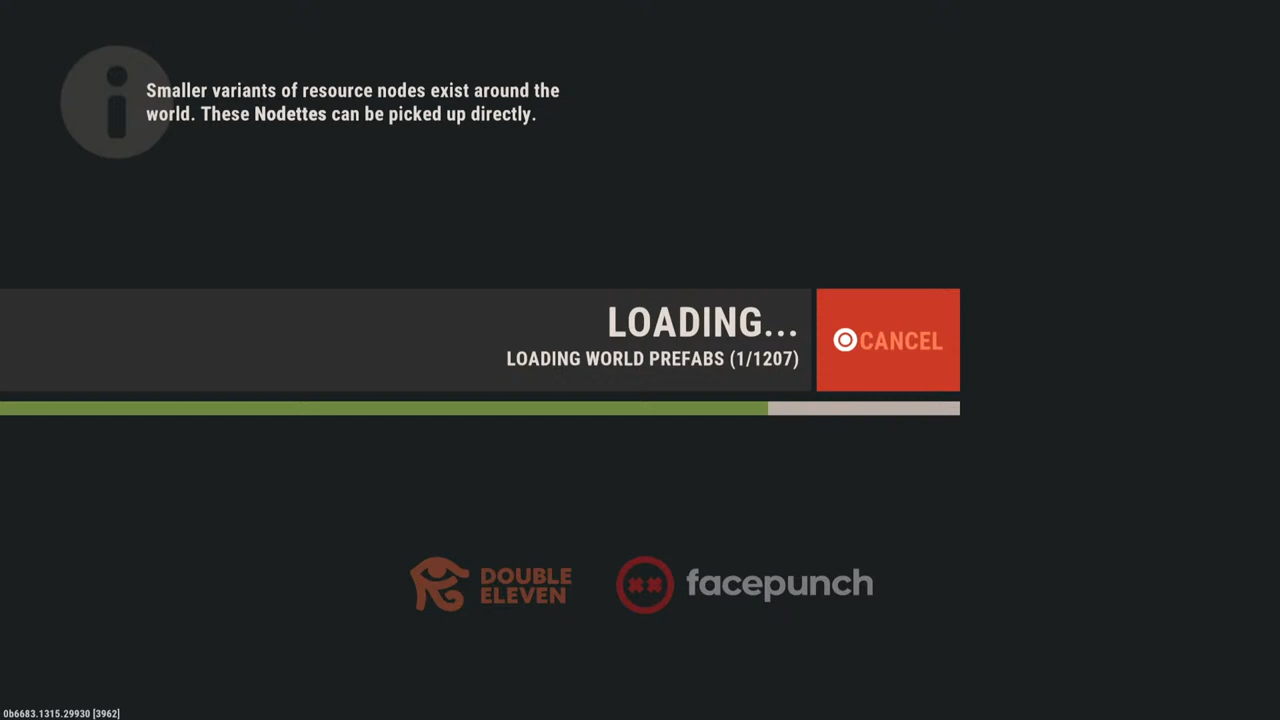 Smaller variants of resource nodes exist around the
world. These Nodettes can be picked up directly.
LOADING...
LOADING WORLD PREFABS (1/1207)
CANCEL
DOUBLE
ELEVEN
facepunch
0b6683.1315.29930 [3962]